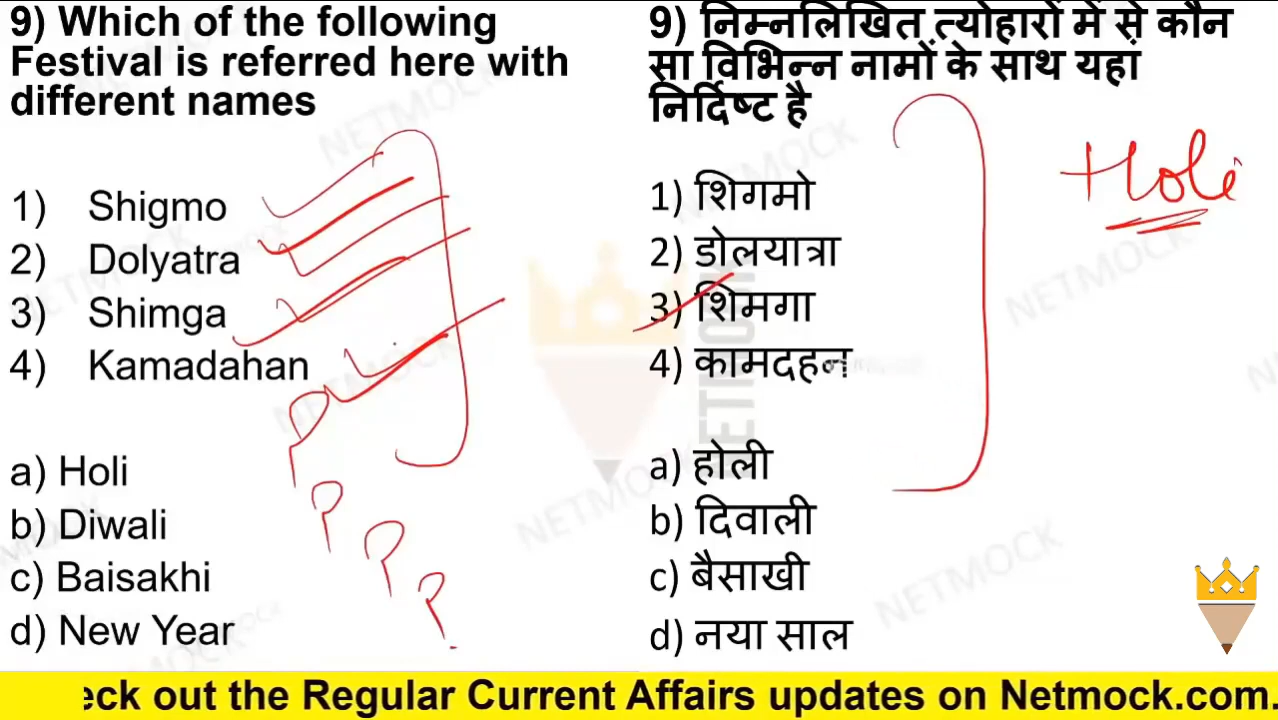 9) Which of the following
Festival is referred here with
different names
1) Shigmo
2) Dolyatra
3) Shimga
4) Kamadahan
a) Holi
b) Diwali
c) Baisakhi
d) New Year
9) निम्नलिखित त्योहारों में से कौन
सा विभिन्न नामों के साथ यहां
निर्दिष्ट है
1) शिगमो
2) डोलयात्रा
3) शिमगा
4) कामदहन
a) होली
b) दिवाली
c) बैसाखी
d) नया साल
Holi
P
P
P
P
NETMOCK
eck out the Regular Current Affairs updates on Netmock.com.